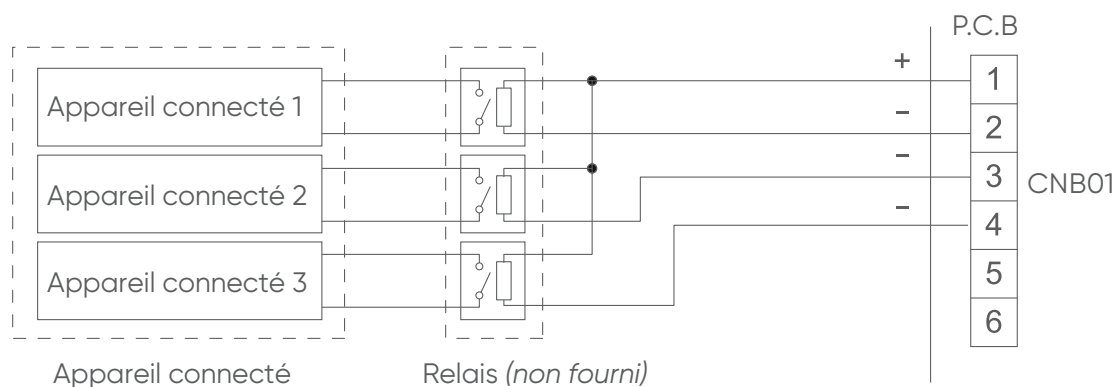 P.C.B
+
1
Appareil connecté 1
–
2
–
Appareil connecté 2
3
CNB01
–
4
Appareil connecté 3
5
6
Appareil connecté
Relais (non fourni)